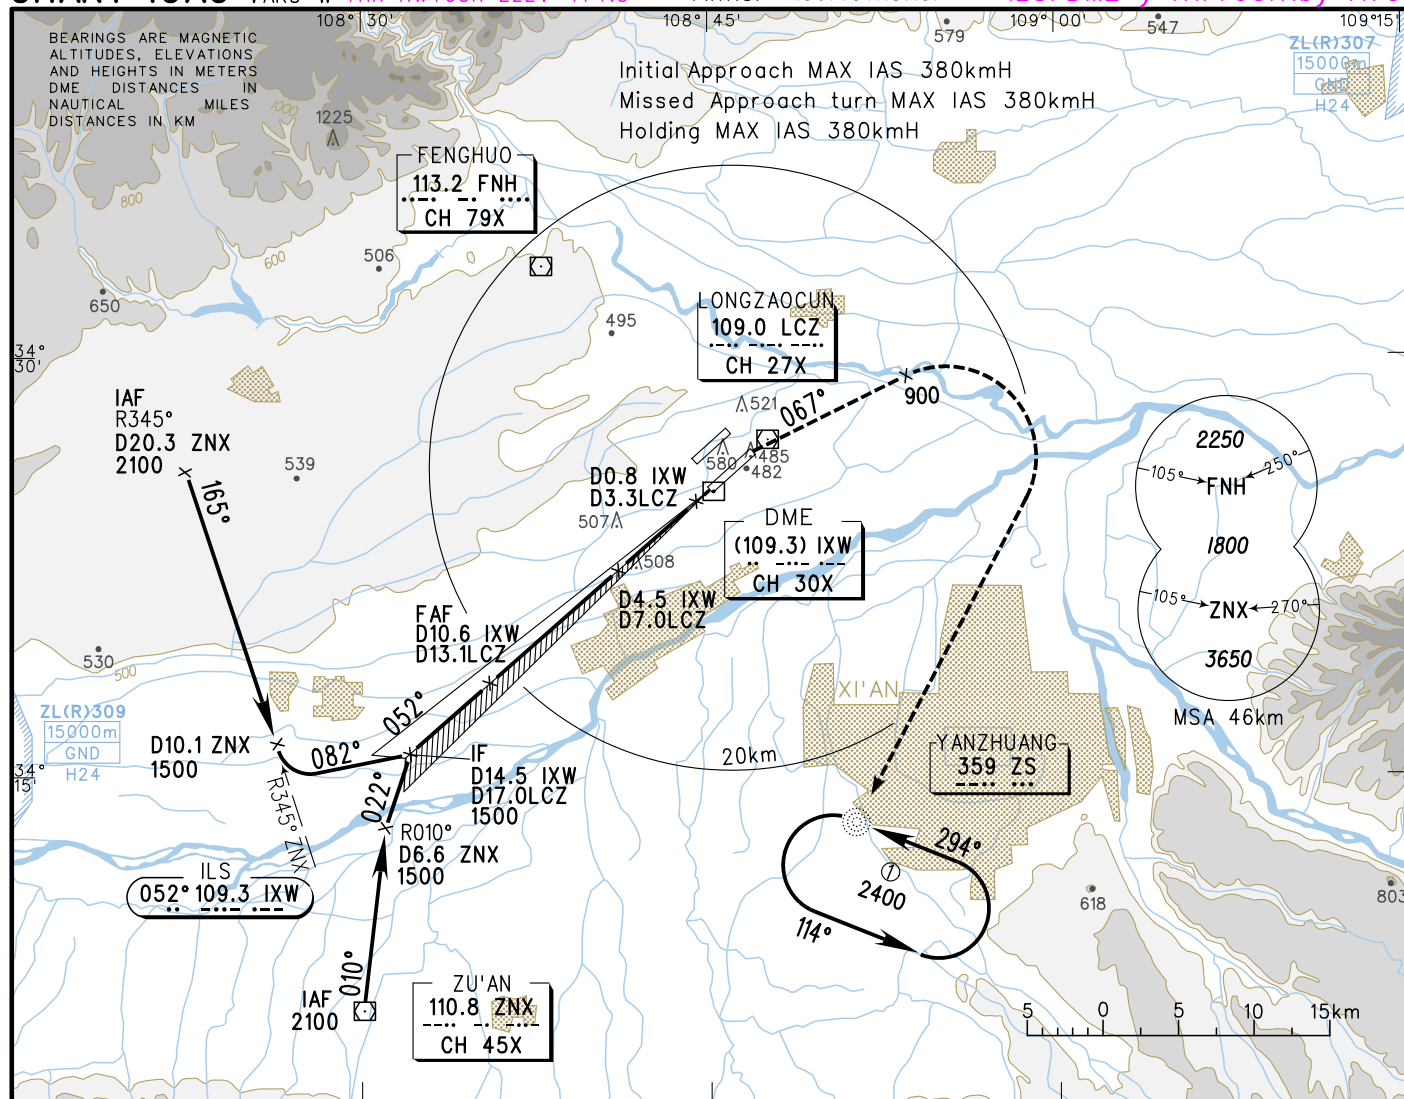 108° 30'
108° 45'
109° 00'
109° 15'
BEARINGS ARE MAGNETIC
ALTITUDES, ELEVATIONS
AND HEIGHTS IN METERS
DME DISTANCES IN
NAUTICAL MILES
DISTANCES IN KM
Initial Approach MAX IAS 380kmH
Missed Approach turn MAX IAS 380kmH
Holding MAX IAS 380kmH
579
547
ZL(R)307
15000m
GND
H24
1000
1225
800
600
FENGHUO
113.2 FNH
CH 79X
506
650
495
LONGZAOCUN
109.0 LCZ
CH 27X
34°
30'
IAF
R345°
D20.3 ZNX
2100
165°
539
521
067°
900
580
485
482
D0.8 IXW
D3.3LCZ
507
508
DME
(109.3) IXW
CH 30X
2250
105°
FNH
250°
1800
105°
ZNX
270°
3650
MSA 46km
FAF
D10.6 IXW
D13.1LCZ
D4.5 IXW
D7.0LCZ
530
500
ZL(R)309
15000m
GND
H24
XI'AN
052°
D10.1 ZNX
1500
082°
IF
D14.5 IXW
D17.0LCZ
1500
20km
YANZHUANG
359 ZS
34°
15'
R345° ZNX
022°
R010°
D6.6 ZNX
1500
ILS
052° 109.3 IXW
294°
1
2400
114°
618
803
010°
IAF
2100
ZU'AN
110.8 ZNX
CH 45X
5 0 5 10 15km